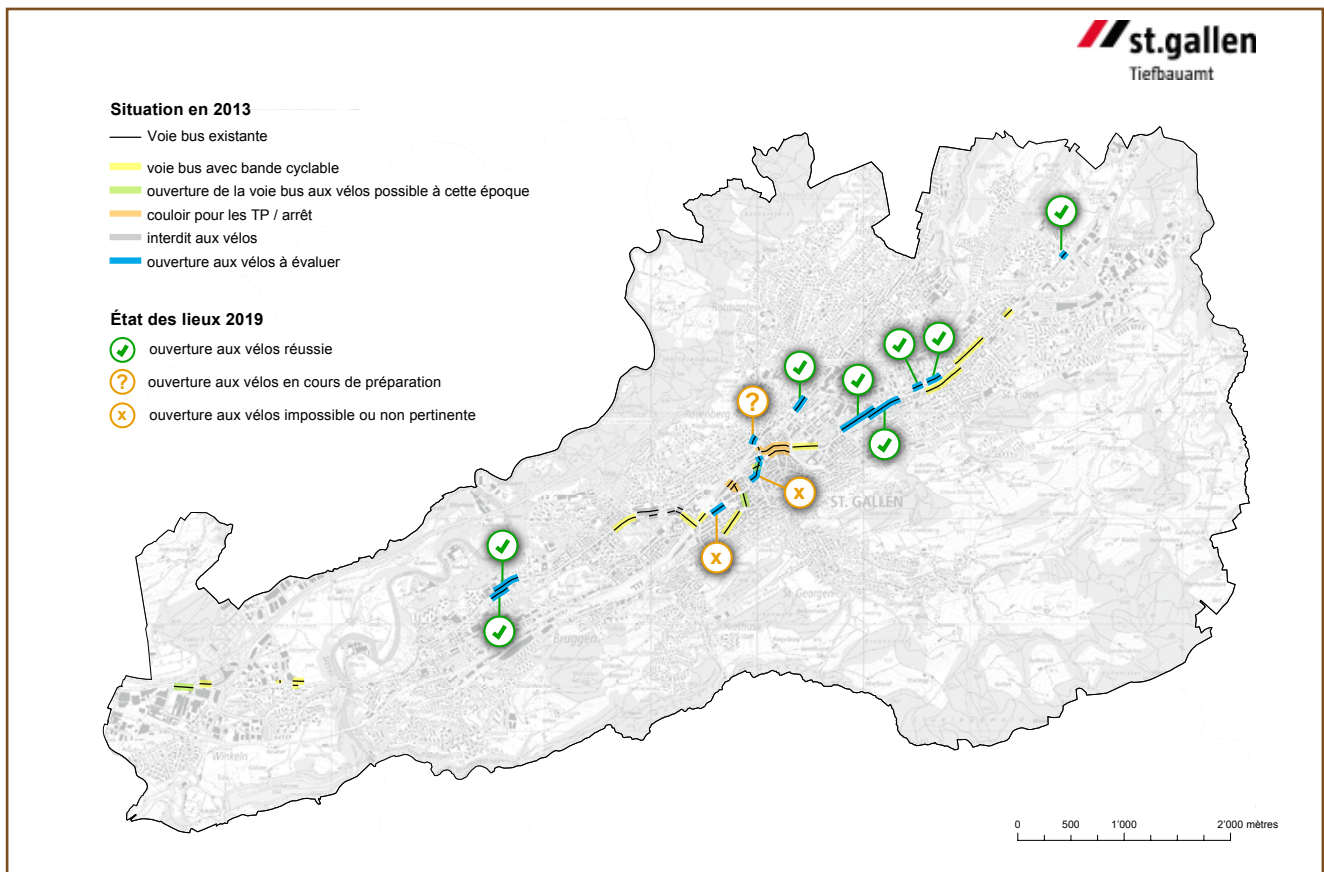 st.gallen
Tiefbauamt
Situation en 2013
Voie bus existante
voie bus avec bande cyclable
ouverture de la voie bus aux vélos possible à cette époque
couloir pour les TP / arrêt
interdit aux vélos
ouverture aux vélos à évaluer
État des lieux 2019
ouverture aux vélos réussie
? ouverture aux vélos en cours de préparation
x ouverture aux vélos impossible ou non pertinente
?
Rosenberg
x
ST. GALLEN
x
St. Georgen
Bruggen
Winkeln
0 500 1'000 2'000 mètres